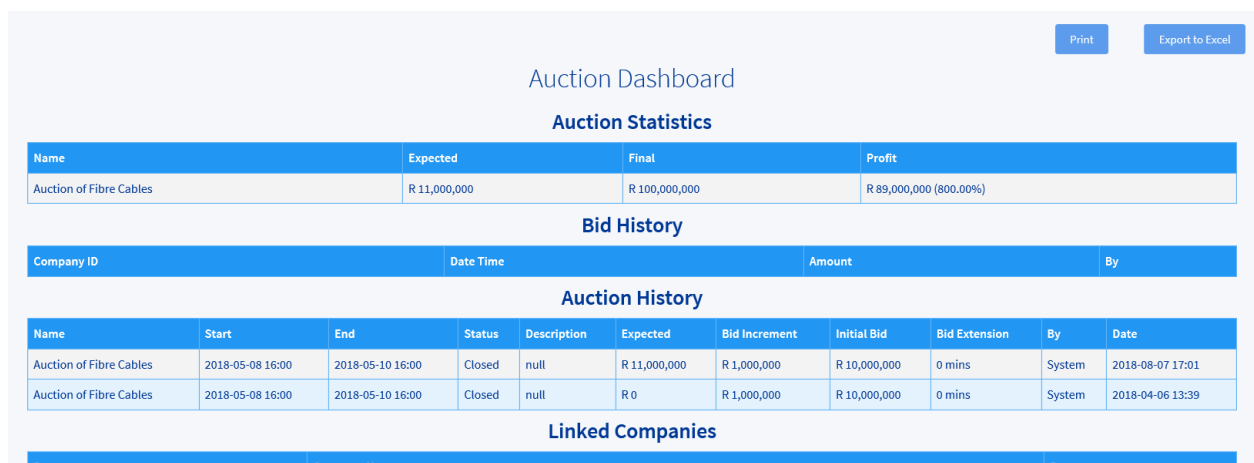 Print Export to Excel
Auction Dashboard
Auction Statistics
Name Expected Final Profit
Auction of Fibre Cables R 11,000,000 R 100,000,000 R 89,000,000 (800.00%)
Bid History
Company ID Date Time Amount By
Auction History
Name Start End Status Description Expected Bid Increment Initial Bid Bid Extension By Date
Auction of Fibre Cables 2018-05-08 16:00 2018-05-10 16:00 Closed null R 11,000,000 R 1,000,000 R 10,000,000 0 mins System 2018-08-07 17:01
Auction of Fibre Cables 2018-05-08 16:00 2018-05-10 16:00 Closed null R 0 R 1,000,000 R 10,000,000 0 mins System 2018-04-06 13:39
Linked Companies